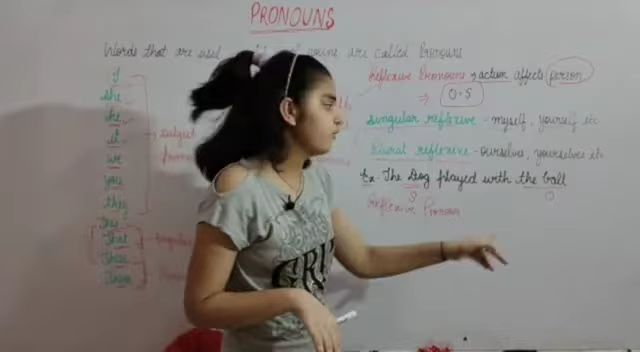 PRONOUNS
Words that are used nouns are called Pronouns
I
she
he
it
we
you
they
This
That
These
Those
subject
Reflexive Pronouns → action affects person
⇒ O.S
singular reflexive - myself, yourself etc
plural reflexive - ourselves, yourselves etc
Ex - The Dog played with the ball
S O
Reflexive Pronoun
GRI